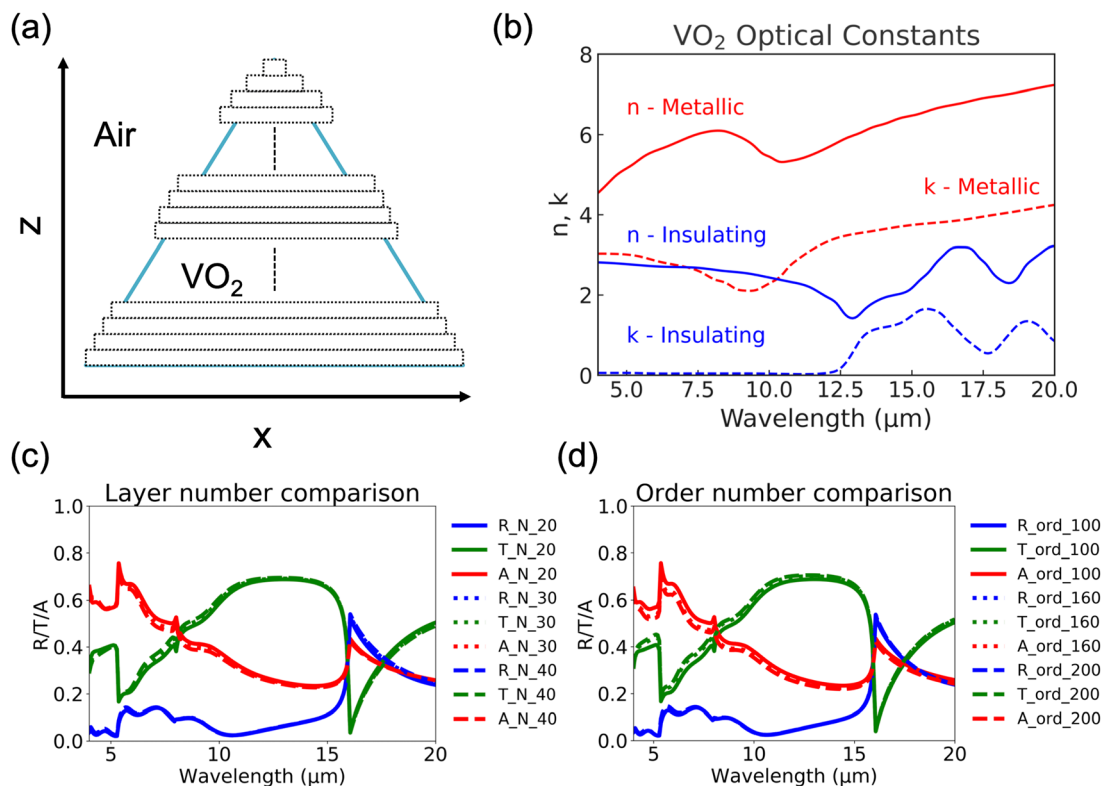 (a)
Air
VO₂
z
x
(b)
VO₂ Optical Constants
8
6
4
2
0
n, k
n - Metallic
k - Metallic
n - Insulating
k - Insulating
5.0 7.5 10.0 12.5 15.0 17.5 20.0
Wavelength (μm)
(c)
Layer number comparison
1.0
0.8
0.6
0.4
0.2
0.0
R/T/A
5 10 15 20
Wavelength (μm)
R_N_20
T_N_20
A_N_20
R_N_30
T_N_30
A_N_30
R_N_40
T_N_40
A_N_40
(d)
Order number comparison
1.0
0.8
0.6
0.4
0.2
0.0
R/T/A
5 10 15 20
Wavelength (μm)
R_ord_100
T_ord_100
A_ord_100
R_ord_160
T_ord_160
A_ord_160
R_ord_200
T_ord_200
A_ord_200